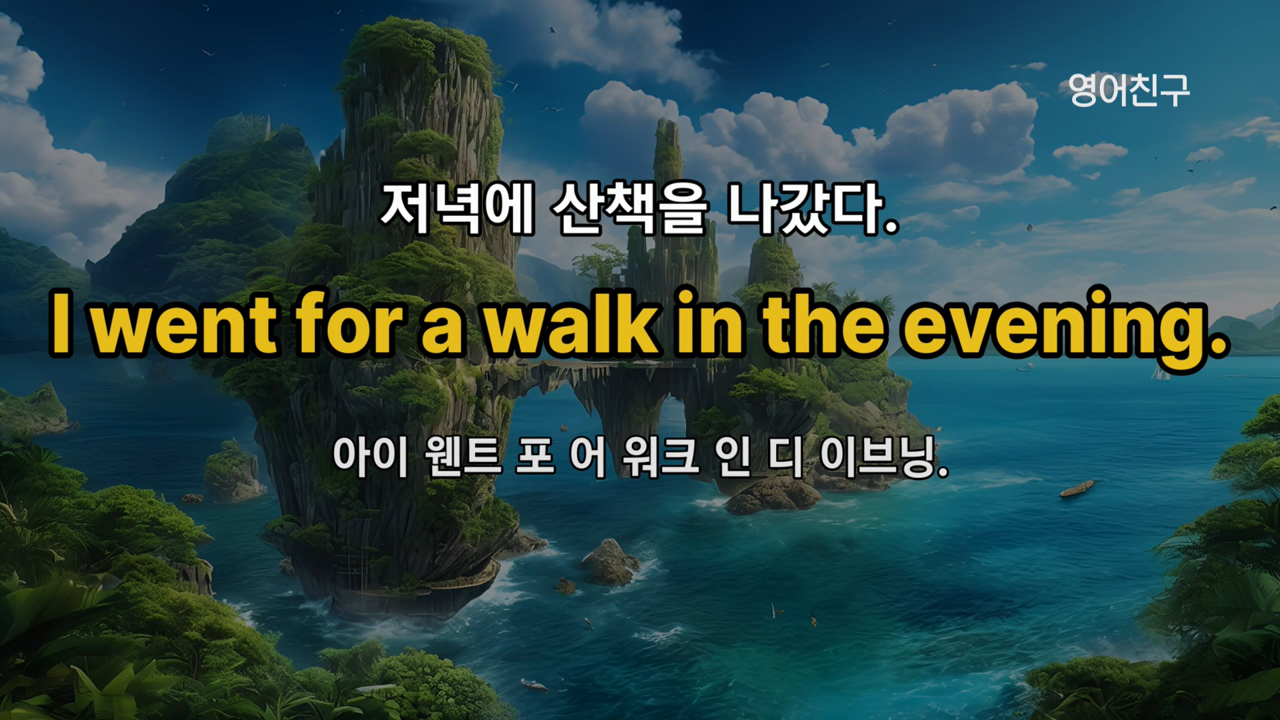 영어친구
저녁에 산책을 나갔다.
I went for a walk in the evening.
아이 웬트 포 어 워크 인 디 이브닝.